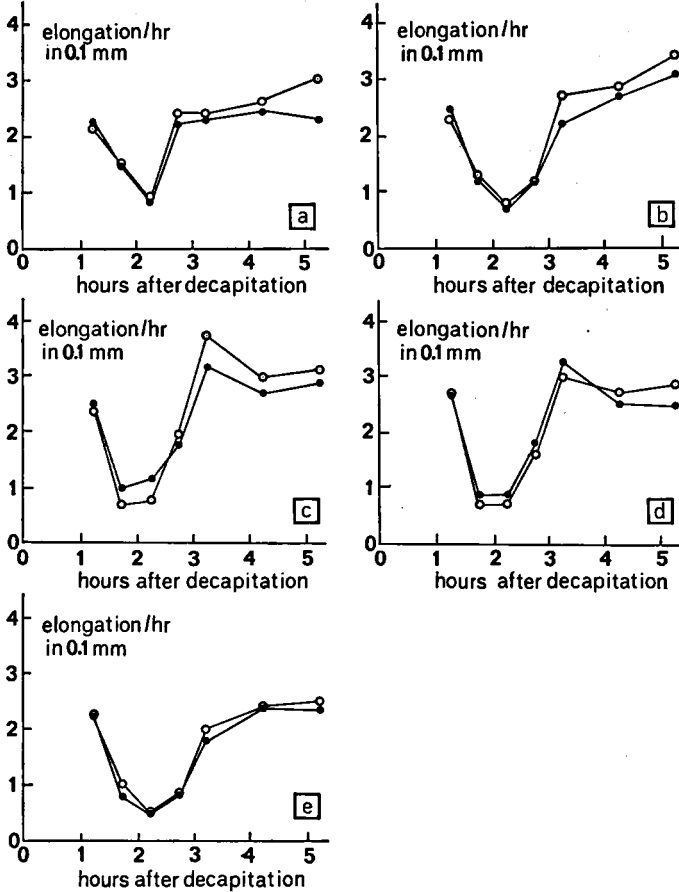 4
elongation/hr
in 0.1 mm
3
2
1
0
a
0 1 2 3 4 5
hours after decapitation
4
elongation/hr
in 0.1 mm
3
2
1
0
b
0 1 2 3 4 5
hours after decapitation
4
elongation/hr
in 0.1 mm
3
2
1
0
c
0 1 2 3 4 5
hours after decapitation
4
elongation/hr
in 0.1 mm
3
2
1
0
d
0 1 2 3 4 5
hours after decapitation
4
elongation/hr
in 0.1 mm
3
2
1
0
e
0 1 2 3 4 5
hours after decapitation